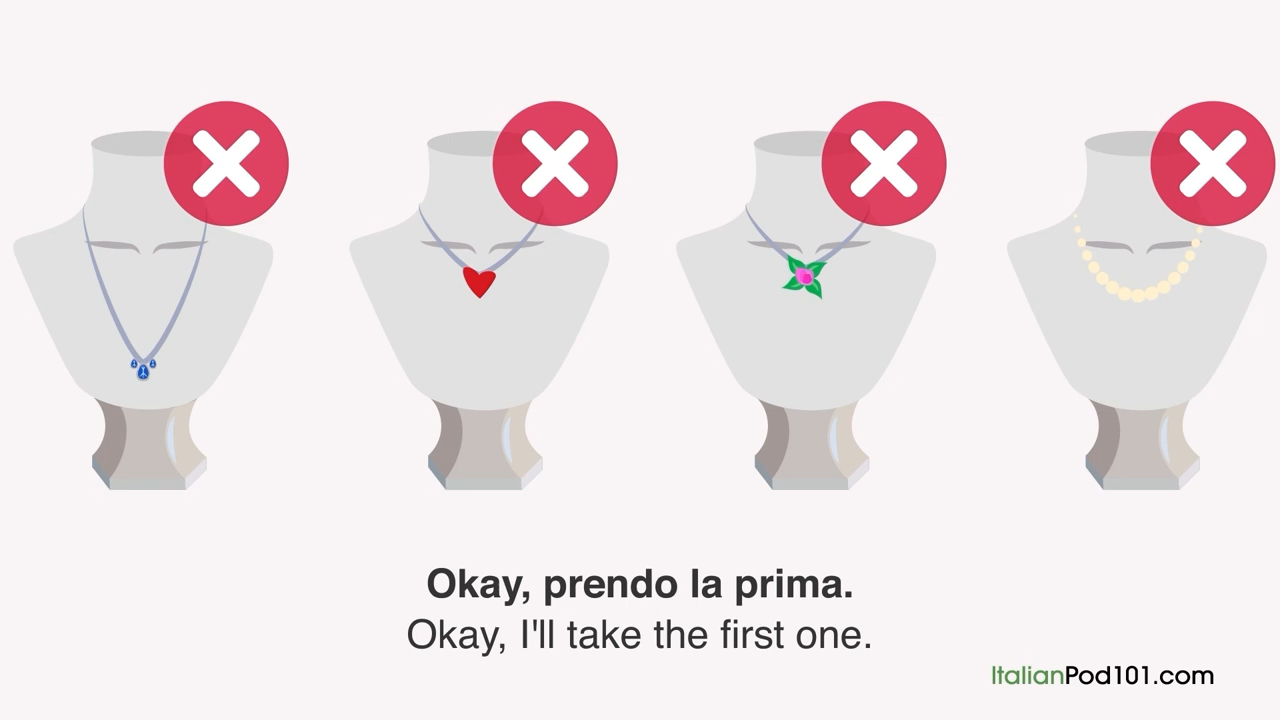 Okay, prendo la prima.
Okay, I'll take the first one.
ItalianPod101.com